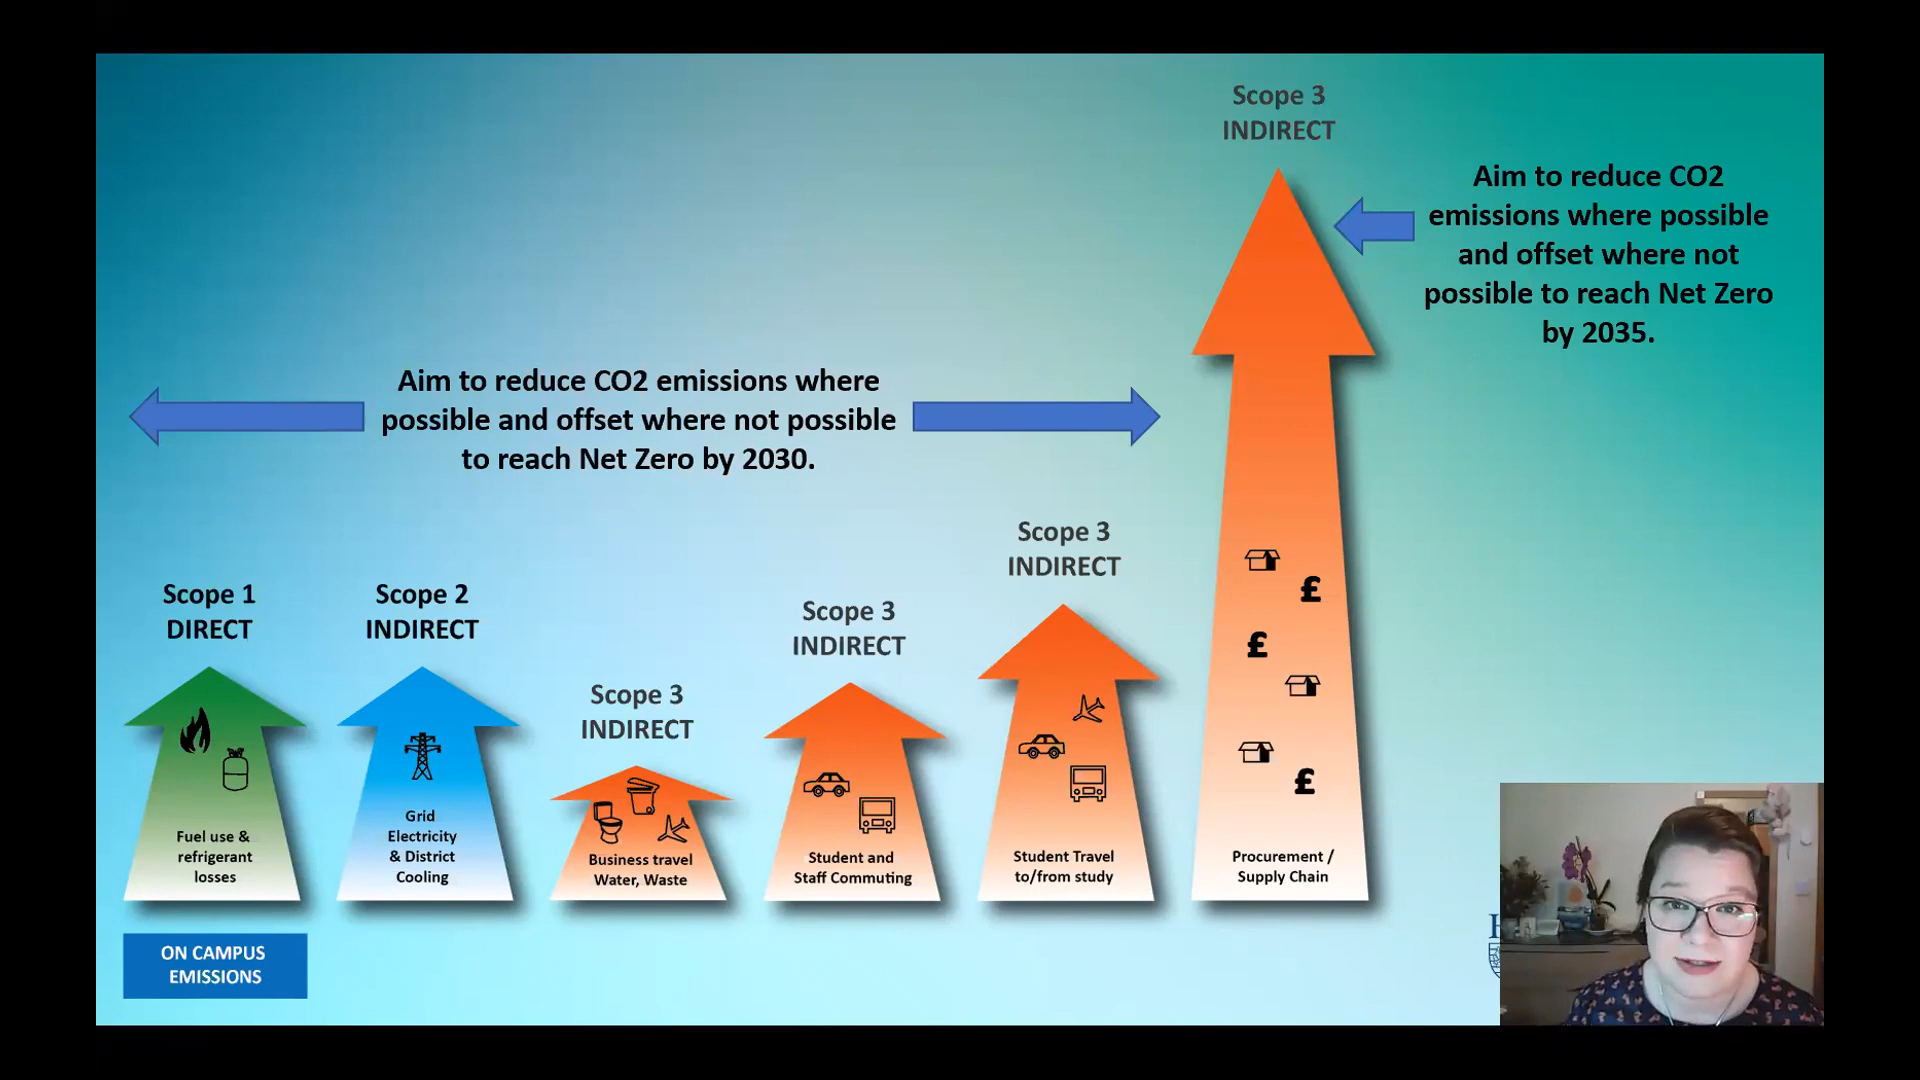 Scope 3
INDIRECT
Aim to reduce CO2
emissions where possible
and offset where not
possible to reach Net Zero
by 2035.
Aim to reduce CO2 emissions where
possible and offset where not possible
to reach Net Zero by 2030.
Scope 3
INDIRECT
Scope 1
DIRECT
Scope 2
INDIRECT
Scope 3
INDIRECT
Scope 3
INDIRECT
£
£
£
Fuel use &
refrigerant
losses
Grid
Electricity
& District
Cooling
Business travel
Water, Waste
Student and
Staff Commuting
Student Travel
to/from study
Procurement /
Supply Chain
ON CAMPUS
EMISSIONS